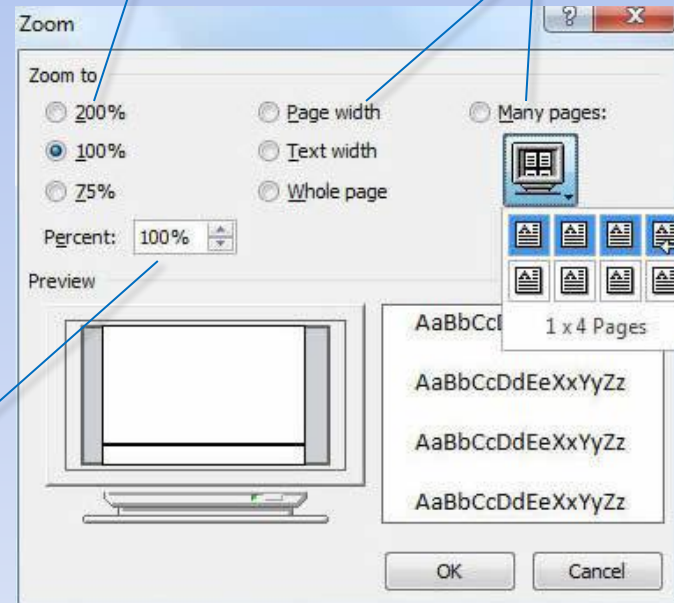 Zoom
Zoom to
200% Page width Many pages:
100% Text width
75% Whole page
Percent: 100%
1 x 4 Pages
Preview
AaBbCcI
AaBbCcDdEeXxYyZz
AaBbCcDdEeXxYyZz
AaBbCcDdEeXxYyZz
OK Cancel